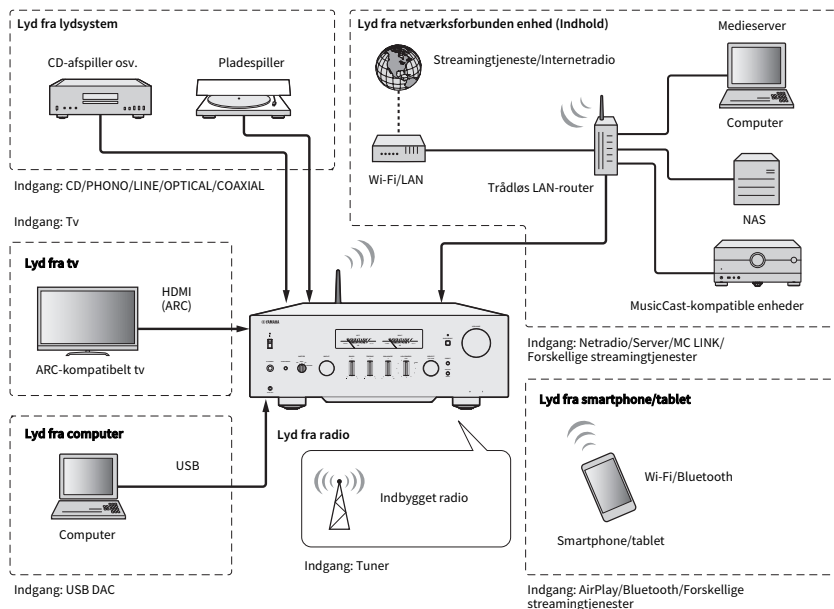 Lyd fra lydsystem
CD-afspiller osv.
Pladespiller
Indgang: CD/PHONO/LINE/OPTICAL/COAXIAL
Lyd fra netværksforbunden enhed (Indhold)
Streamingtjeneste/Internetradio
Wi-Fi/LAN
Trådløs LAN-router
Medieserver
Computer
NAS
MusicCast-kompatible enheder
Indgang: Netradio/Server/MC LINK/
Forskellige streamingtjenester
Indgang: Tv
Lyd fra tv
HDMI
(ARC)
ARC-kompatibelt tv
YAMAHA
Lyd fra computer
USB
Computer
Indgang: USB DAC
Lyd fra radio
Indbygget radio
Indgang: Tuner
Lyd fra smartphone/tablet
Wi-Fi/Bluetooth
Smartphone/tablet
Indgang: AirPlay/Bluetooth/Forskellige
streamingtjenester